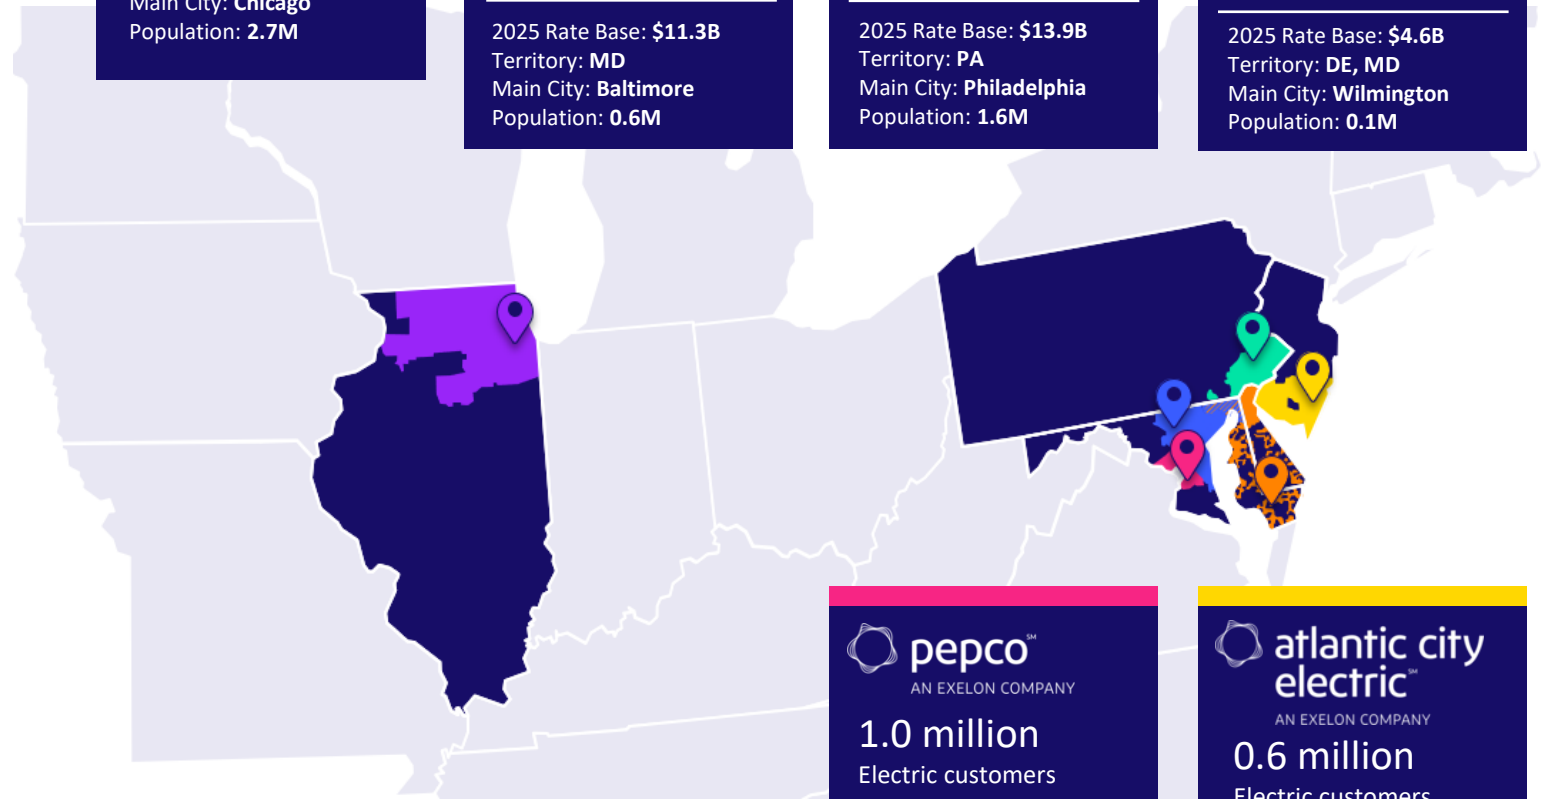 Main City: Chicago
Population: 2.7M
2025 Rate Base: $11.3B
Territory: MD
Main City: Baltimore
Population: 0.6M
2025 Rate Base: $13.9B
Territory: PA
Main City: Philadelphia
Population: 1.6M
2025 Rate Base: $4.6B
Territory: DE, MD
Main City: Wilmington
Population: 0.1M
pepco℠
AN EXELON COMPANY
1.0 million
Electric customers
atlantic city
electric℠
AN EXELON COMPANY
0.6 million
Electric customers